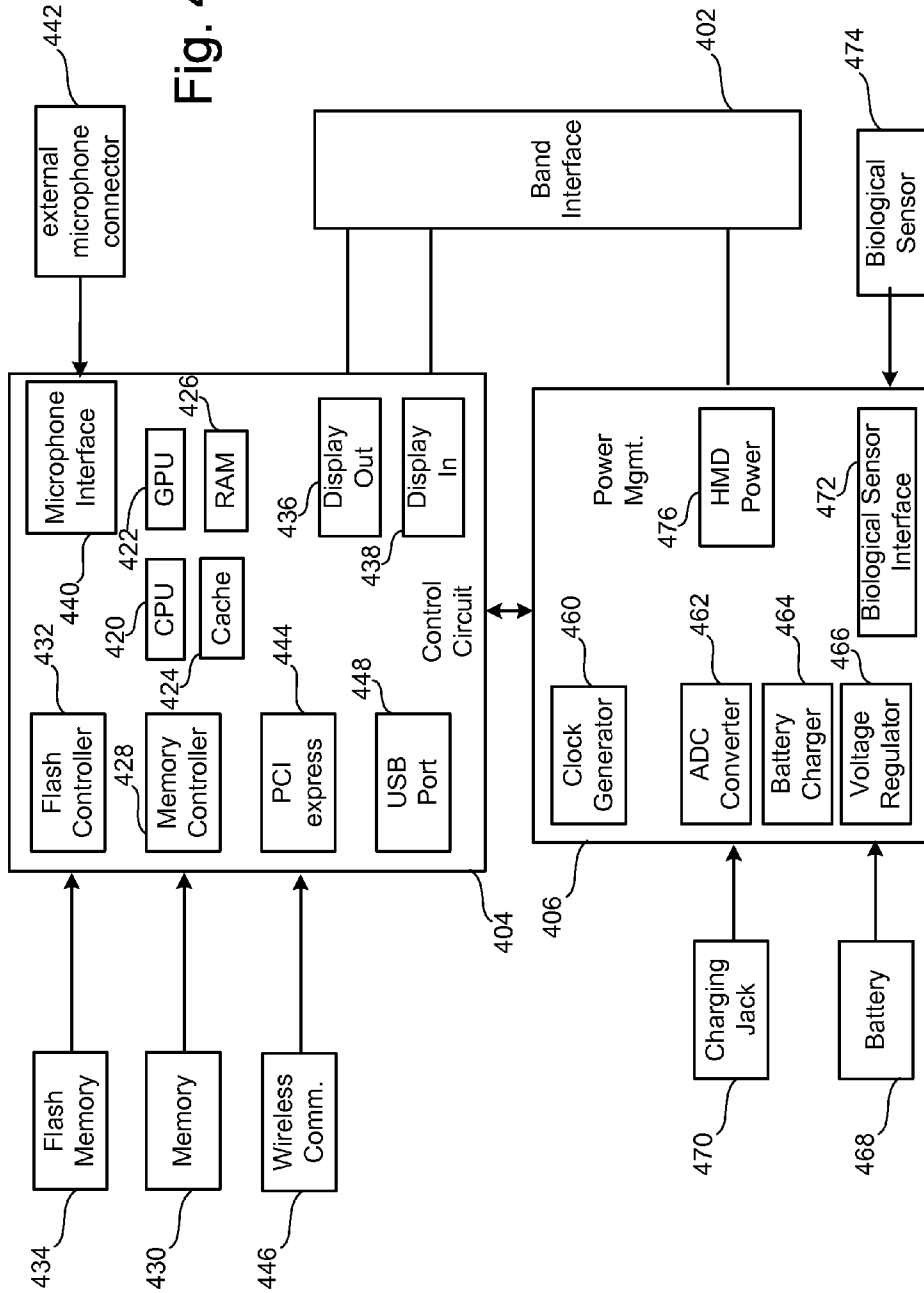 434
Flash
Memory
430
Memory
446
Wireless
Comm.
432
Flash
Controller
428
Memory
Controller
444
PCI
express
448
USB
Port
404
440
Microphone
Interface
420
CPU
422
GPU
424
Cache
426
RAM
436
Display
Out
438
Display
In
Control
Circuit
442
external
microphone
connector
Fig. 4
402
Band
Interface
470
Charging
Jack
468
Battery
406
460
Clock
Generator
462
ADC
Converter
464
Battery
Charger
466
Voltage
Regulator
Power
Mgmt.
476
HMD
Power
472
Biological Sensor
Interface
474
Biological
Sensor